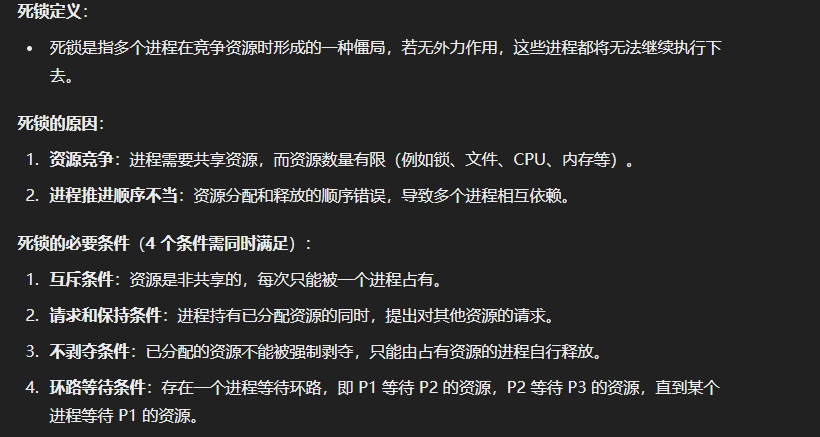 死锁定义：
• 死锁是指多个进程在竞争资源时形成的一种僵局，若无外力作用，这些进程都将无法继续执行下
去。
死锁的原因：
1. 资源竞争：进程需要共享资源，而资源数量有限（例如锁、文件、CPU、内存等）。
2. 进程推进顺序不当：资源分配和释放的顺序错误，导致多个进程相互依赖。
死锁的必要条件（4 个条件需同时满足）：
1. 互斥条件：资源是非共享的，每次只能被一个进程占有。
2. 请求和保持条件：进程持有已分配资源的同时，提出对其他资源的请求。
3. 不剥夺条件：已分配的资源不能被强制剥夺，只能由占有资源的进程自行释放。
4. 环路等待条件：存在一个进程等待环路，即 P1 等待 P2 的资源，P2 等待 P3 的资源，直到某个
进程等待 P1 的资源。